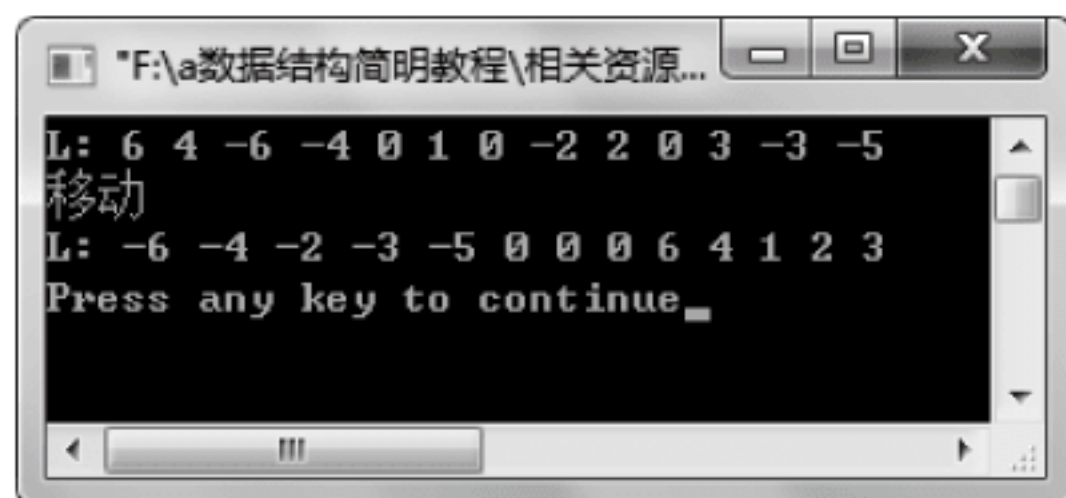 "F:\a数据结构简明教程\相关资源...
L: 6 4 -6 -4 0 1 0 -2 2 0 3 -3 -5
移动
L: -6 -4 -2 -3 -5 0 0 0 6 4 1 2 3
Press any key to continue